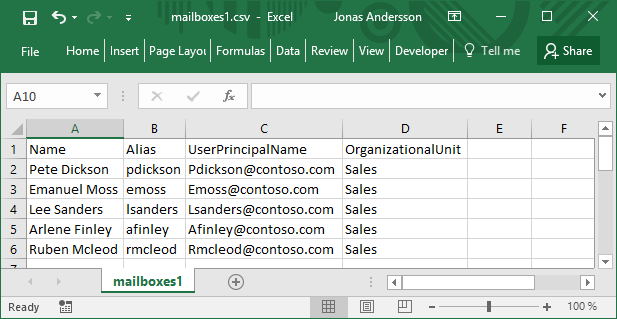 mailboxes1.csv - Excel Jonas Andersson
File Home Insert Page Layou Formulas Data Review View Developer Tell me Share
A10 fx
A B C D E F
1 Name Alias UserPrincipalName OrganizationalUnit
2 Pete Dickson pdickson Pdickson@contoso.com Sales
3 Emanuel Moss emoss Emoss@contoso.com Sales
4 Lee Sanders lsanders Lsanders@contoso.com Sales
5 Arlene Finley afinley Afinley@contoso.com Sales
6 Ruben Mcleod rmcleod Rmcleod@contoso.com Sales
7
mailboxes1
Ready 100 %